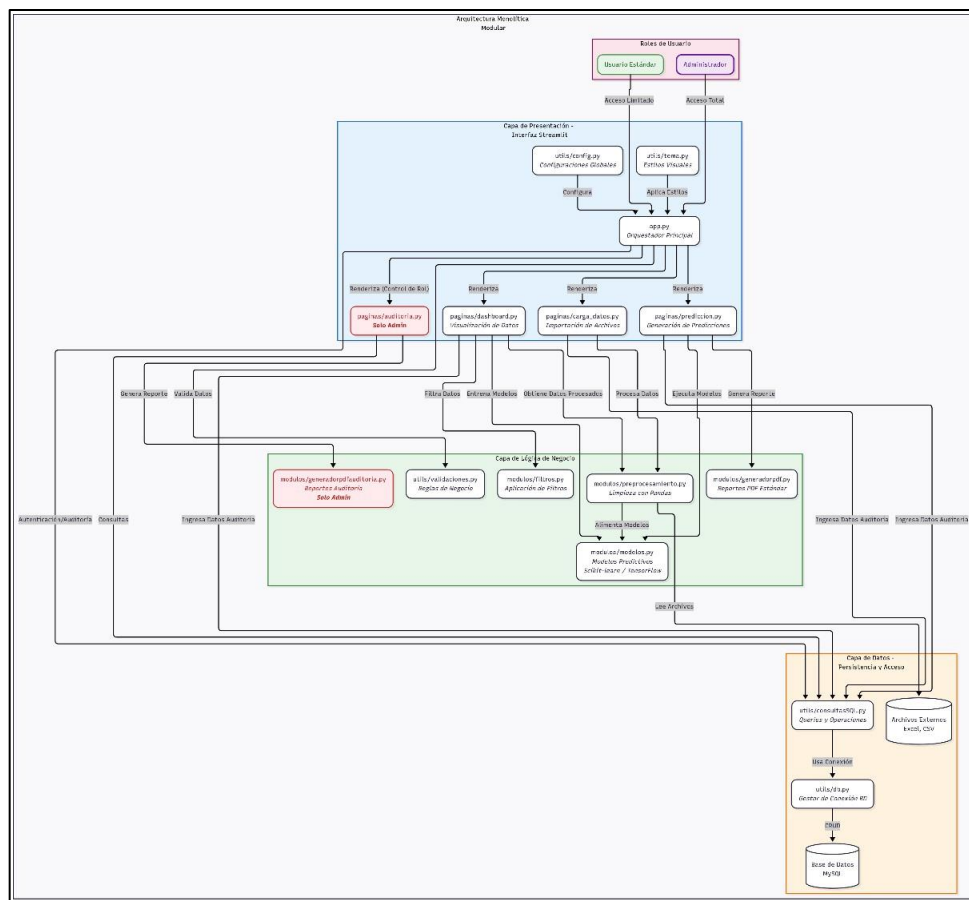 Arquitectura Monolítica
Modular
Roles de Usuario
Usuario Estándar
Administrador
Acceso Limitado
Acceso Total
Capa de Presentación -
Interfaz Streamlit
utils/config.py
Configuraciones Globales
utils/tema.py
Estilos Visuales
Configura
Aplica Estilos
app.py
Orquestador Principal
Renderiza (Control de Rol)
Renderiza
Renderiza
Renderiza
paginas/auditoria.py
Solo Admin
paginas/dashboard.py
Visualización de Datos
paginas/carga_datos.py
Importación de Archivos
paginas/prediccion.py
Generación de Predicciones
Genera Reporte
Valida Datos
Filtra Datos
Entrena Modelos
Obtiene Datos Procesados
Procesa Datos
Ejecuta Modelos
Genera Reporte
Capa de Lógica de Negocio
modulos/generadorpdfauditoria.py
Reportes Auditoría
Solo Admin
utils/validaciones.py
Reglas de Negocio
modulos/filtros.py
Aplicación de Filtros
modulos/preprocesamiento.py
Limpieza con Pandas
modulos/generadorpdf.py
Reportes PDF Estándar
Autenticación/Auditoría
Consultas
Ingresa Datos Auditoría
Alimenta Modelos
Ingresa Datos Auditoría
Ingresa Datos Auditoría
modulos/modelos.py
Modelos Predictivos
Scikit-learn / TensorFlow
Lee Archivos
Capa de Datos -
Persistencia y Acceso
utils/consultasSQL.py
Queries y Operaciones
Archivos Externos
Excel, CSV
Usa Conexión
utils/db.py
Gestor de Conexión BD
CRUD
Base de Datos
MySQL